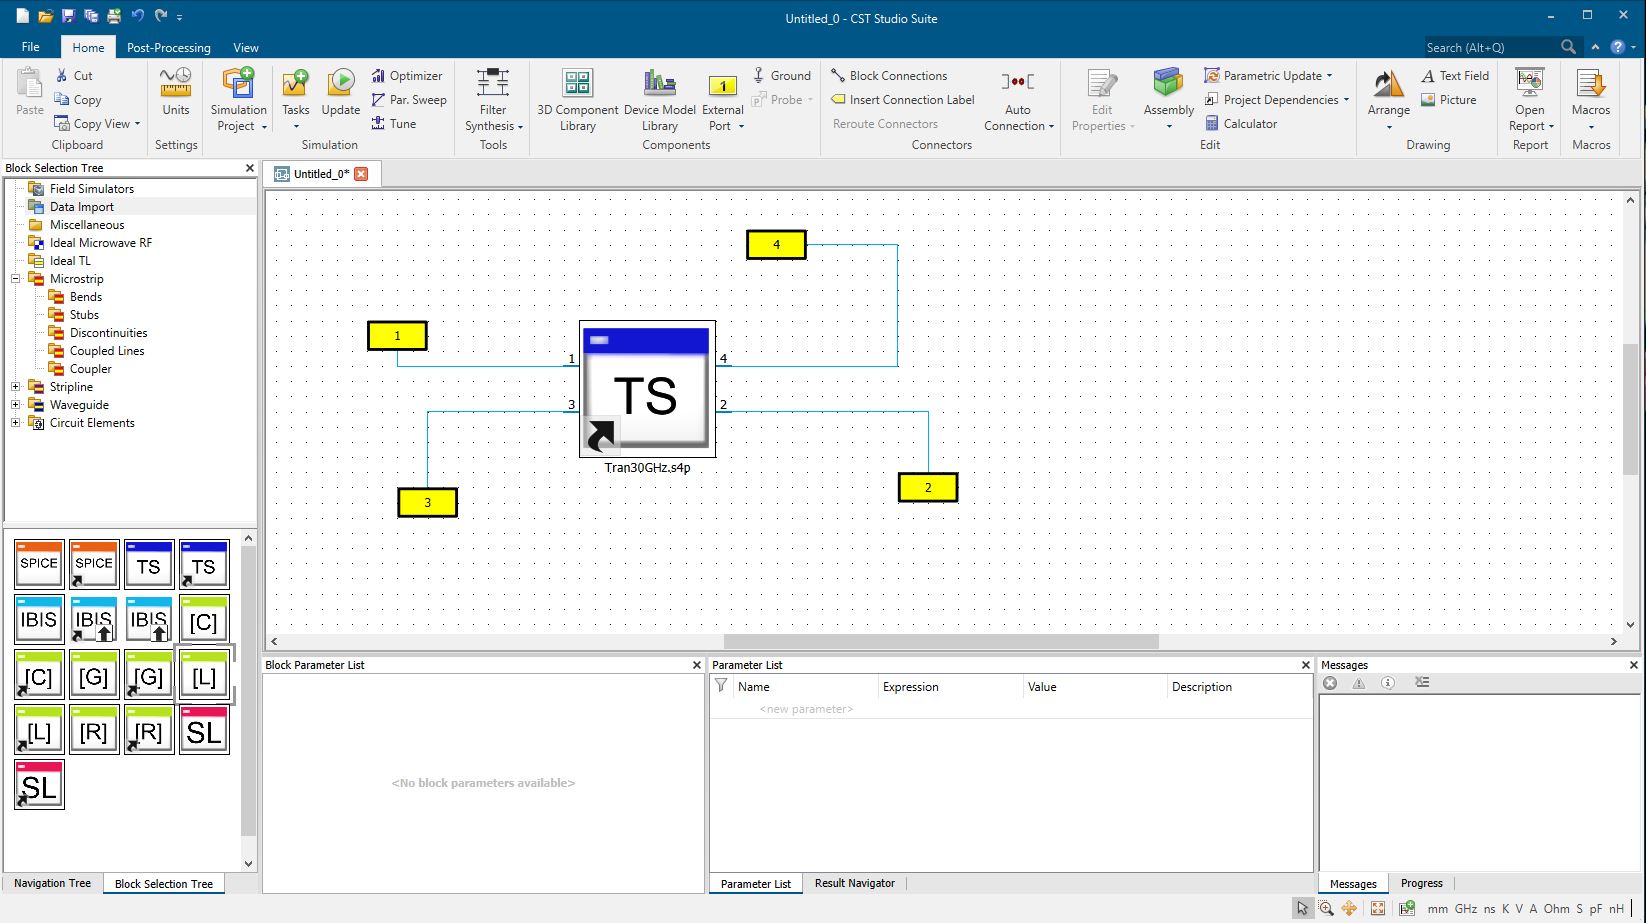 Untitled_0 - CST Studio Suite
File Home Post-Processing View Search (Alt+Q)
Paste
Cut
Copy
Copy View
Clipboard
Units
Settings
Simulation Project
Tasks
Update
Optimizer
Par. Sweep
Tune
Simulation
Filter Synthesis
Tools
3D Component Library
Device Model Library
1
External Port
Ground
Probe
Components
Block Connections
Insert Connection Label
Reroute Connectors
Auto Connection
Connectors
Edit Properties
Assembly
Parametric Update
Project Dependencies
Calculator
Edit
Arrange
A Text Field
Picture
Drawing
Open Report
Report
Macros
Macros
Block Selection Tree
Field Simulators
Data Import
Miscellaneous
Ideal Microwave RF
Ideal TL
Microstrip
Bends
Stubs
Discontinuities
Coupled Lines
Coupler
Stripline
Waveguide
Circuit Elements
SPICE SPICE TS TS
IBIS IBIS IBIS [C]
[C] [G] [G] [L]
[L] [R] [R] SL
SL
Navigation Tree Block Selection Tree
Untitled_0*
4
1
1 4
TS
3 2
Tran30GHz.s4p
2
3
Block Parameter List
<No block parameters available>
Parameter List
Name Expression Value Description
<new parameter>
Parameter List Result Navigator
Messages
Messages Progress
mm GHz ns K V A Ohm S pF nH